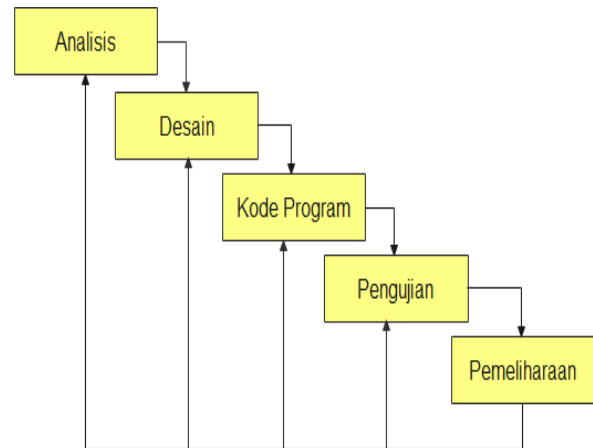 Analisis
Desain
Kode Program
Pengujian
Pemeliharaan